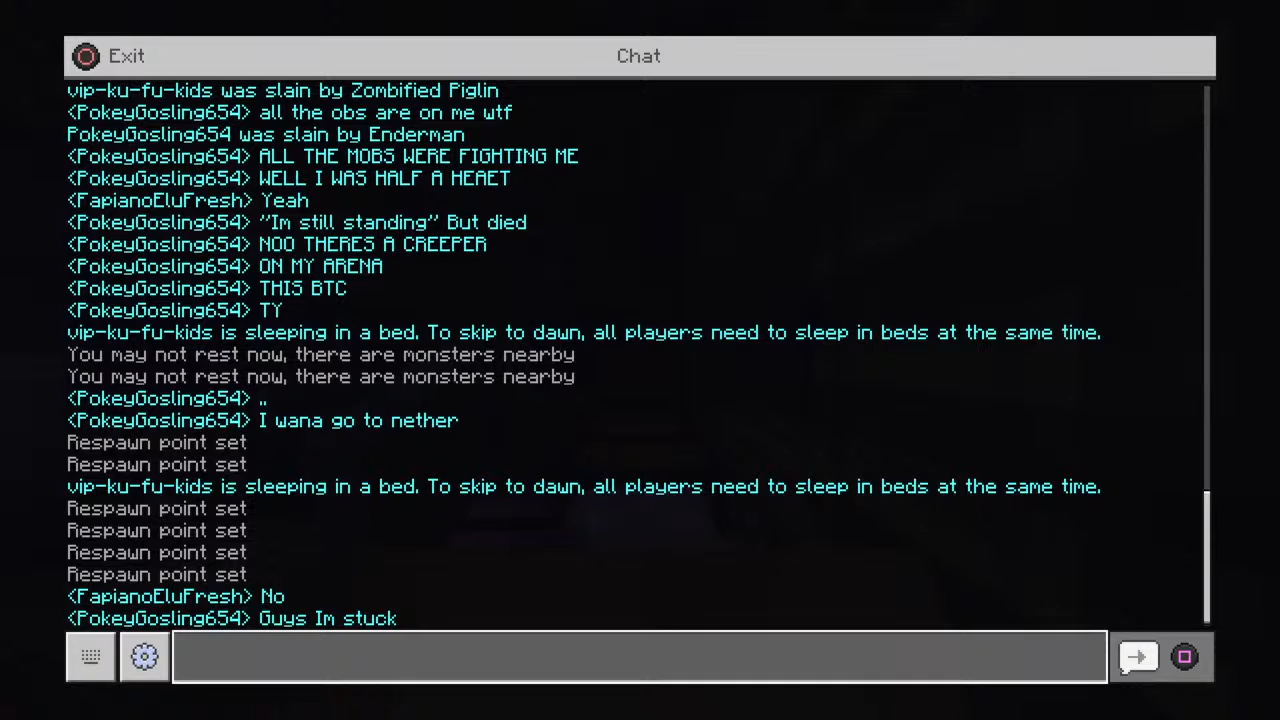 Exit
Chat
vip-ku-fu-kids was slain by Zombified Piglin
<PokeyGosling654> all the obs are on me wtf
PokeyGosling654 was slain by Enderman
<PokeyGosling654> ALL THE MOBS WERE FIGHTING ME
<PokeyGosling654> WELL I WAS HALF A HEAET
<FapianoEluFresh> Yeah
<PokeyGosling654> "Im still standing" But died
<PokeyGosling654> NOO THERES A CREEPER
<PokeyGosling654> ON MY ARENA
<PokeyGosling654> THIS BTC
<PokeyGosling654> TY
vip-ku-fu-kids is sleeping in a bed. To skip to dawn, all players need to sleep in beds at the same time.
You may not rest now, there are monsters nearby
You may not rest now, there are monsters nearby
<PokeyGosling654> ..
<PokeyGosling654> I wana go to nether
Respawn point set
Respawn point set
vip-ku-fu-kids is sleeping in a bed. To skip to dawn, all players need to sleep in beds at the same time.
Respawn point set
Respawn point set
Respawn point set
Respawn point set
<FapianoEluFresh> No
<PokeyGosling654> Guys Im stuck